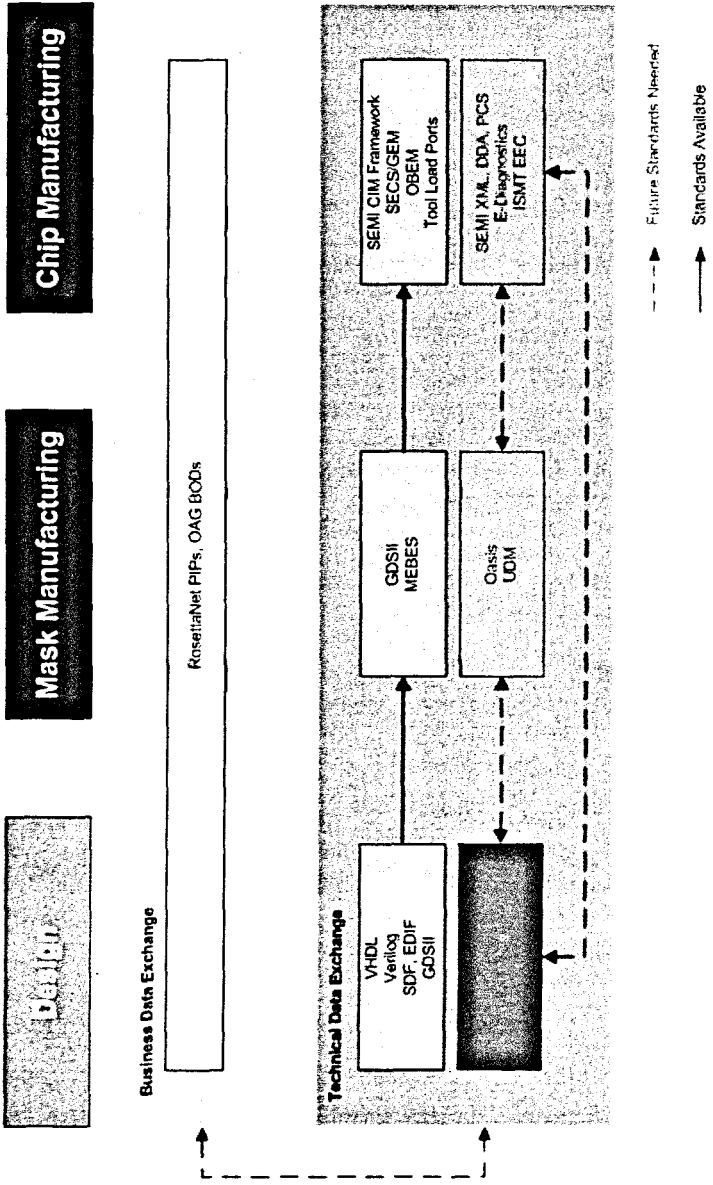 Design
Mask Manufacturing
Chip Manufacturing
Business Data Exchange
RosettaNet PIPs, OAG BODs
Technical Data Exchange
VHDL
Verilog
SDF, EDIF
GDSII
GDSII
MEBES
SEMI CIM Framework
SECS/GEM
OBEM
Tool Load Ports
Oasis
UDM
SEMI XML, DDA, PCS
E-Diagnostics
ISMT EEC
Future Standards Needed
Standards Available